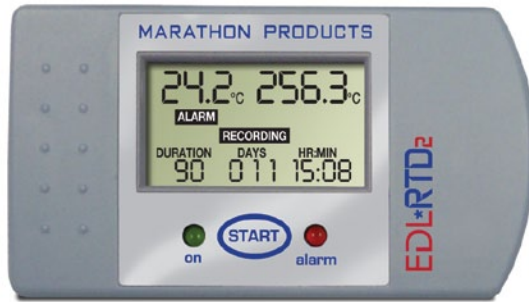 MARATHON PRODUCTS
24.2°C 256.3°C
ALARM
RECORDING
DURATION DAYS HR:MIN
90 011 15:08
START
on alarm
EDL*RTD2